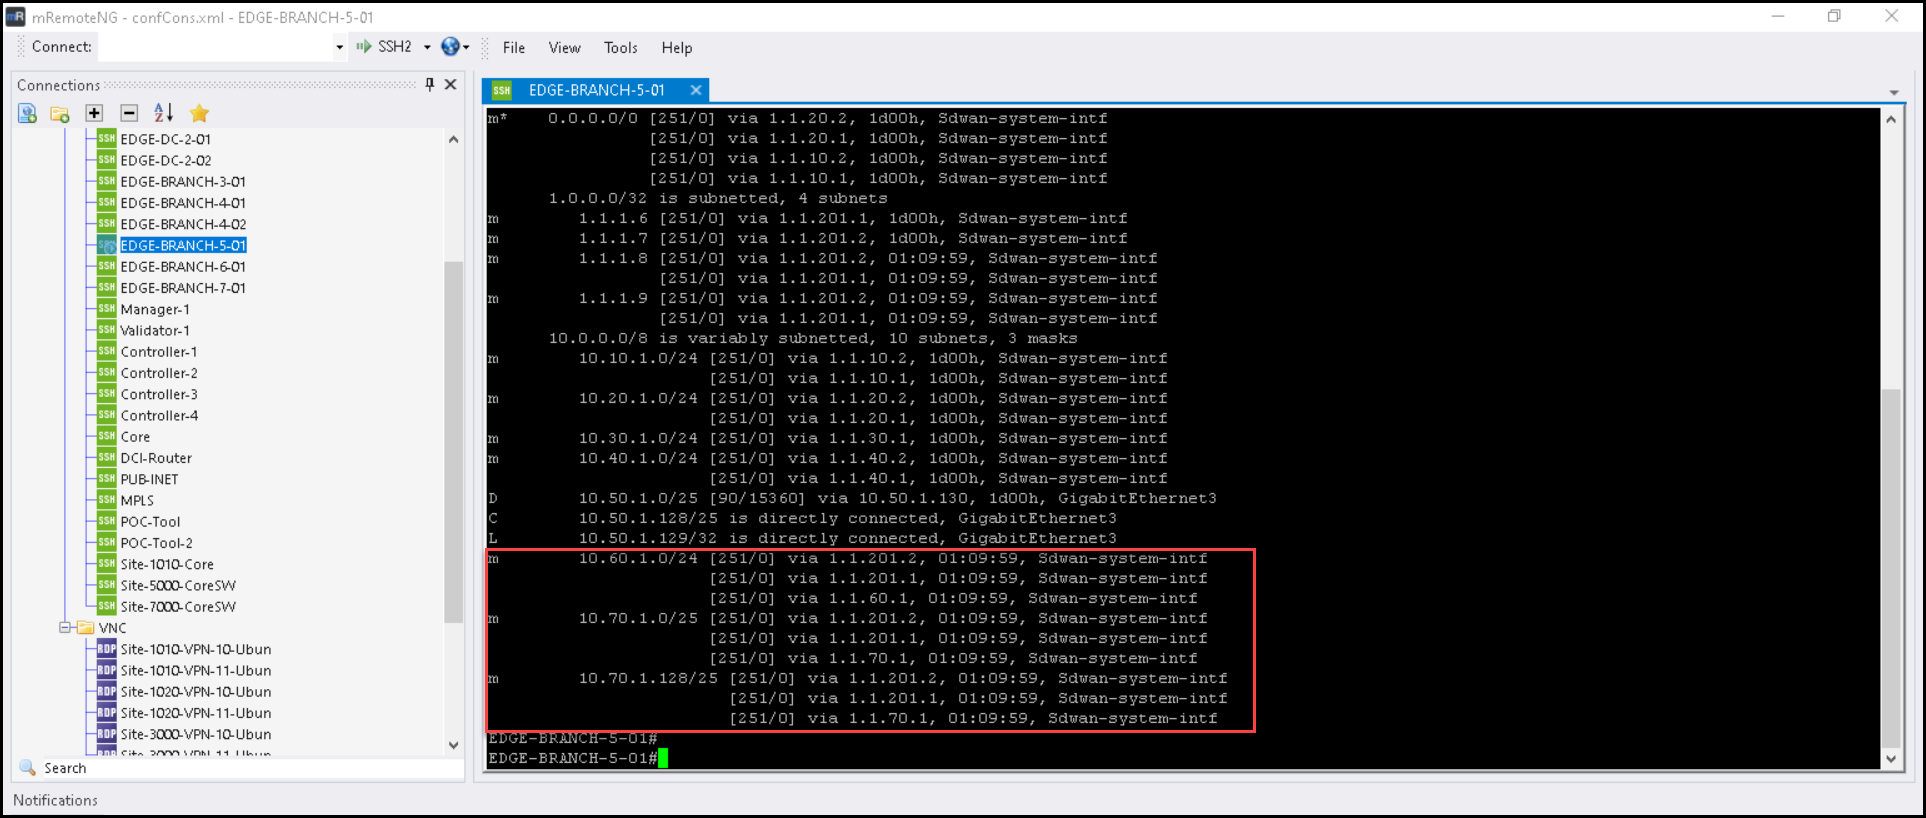 mRemoteNG - confCons.xml - EDGE-BRANCH-5-01
Connect: SSH2 File View Tools Help
Connections
EDGE-DC-2-01
EDGE-DC-2-02
EDGE-BRANCH-3-01
EDGE-BRANCH-4-01
EDGE-BRANCH-4-02
EDGE-BRANCH-5-01
EDGE-BRANCH-6-01
EDGE-BRANCH-7-01
Manager-1
Validator-1
Controller-1
Controller-2
Controller-3
Controller-4
Core
DCI-Router
PUB-INET
MPLS
POC-Tool
POC-Tool-2
Site-1010-Core
Site-5000-CoreSW
Site-7000-CoreSW
VNC
Site-1010-VPN-10-Ubun
Site-1010-VPN-11-Ubun
Site-1020-VPN-10-Ubun
Site-1020-VPN-11-Ubun
Site-3000-VPN-10-Ubun
Site-3000-VPN-11-Ubun
Search
Notifications
SSH EDGE-BRANCH-5-01
m* 0.0.0.0/0 [251/0] via 1.1.20.2, 1d00h, Sdwan-system-intf
[251/0] via 1.1.20.1, 1d00h, Sdwan-system-intf
[251/0] via 1.1.10.2, 1d00h, Sdwan-system-intf
[251/0] via 1.1.10.1, 1d00h, Sdwan-system-intf
1.0.0.0/32 is subnetted, 4 subnets
m 1.1.1.6 [251/0] via 1.1.201.1, 1d00h, Sdwan-system-intf
m 1.1.1.7 [251/0] via 1.1.201.2, 1d00h, Sdwan-system-intf
m 1.1.1.8 [251/0] via 1.1.201.2, 01:09:59, Sdwan-system-intf
[251/0] via 1.1.201.1, 01:09:59, Sdwan-system-intf
m 1.1.1.9 [251/0] via 1.1.201.2, 01:09:59, Sdwan-system-intf
[251/0] via 1.1.201.1, 01:09:59, Sdwan-system-intf
10.0.0.0/8 is variably subnetted, 10 subnets, 3 masks
m 10.10.1.0/24 [251/0] via 1.1.10.2, 1d00h, Sdwan-system-intf
[251/0] via 1.1.10.1, 1d00h, Sdwan-system-intf
m 10.20.1.0/24 [251/0] via 1.1.20.2, 1d00h, Sdwan-system-intf
[251/0] via 1.1.20.1, 1d00h, Sdwan-system-intf
m 10.30.1.0/24 [251/0] via 1.1.30.1, 1d00h, Sdwan-system-intf
m 10.40.1.0/24 [251/0] via 1.1.40.2, 1d00h, Sdwan-system-intf
[251/0] via 1.1.40.1, 1d00h, Sdwan-system-intf
D 10.50.1.0/25 [90/15360] via 10.50.1.130, 1d00h, GigabitEthernet3
C 10.50.1.128/25 is directly connected, GigabitEthernet3
L 10.50.1.129/32 is directly connected, GigabitEthernet3
m 10.60.1.0/24 [251/0] via 1.1.201.2, 01:09:59, Sdwan-system-intf
[251/0] via 1.1.201.1, 01:09:59, Sdwan-system-intf
[251/0] via 1.1.60.1, 01:09:59, Sdwan-system-intf
m 10.70.1.0/25 [251/0] via 1.1.201.2, 01:09:59, Sdwan-system-intf
[251/0] via 1.1.201.1, 01:09:59, Sdwan-system-intf
[251/0] via 1.1.70.1, 01:09:59, Sdwan-system-intf
m 10.70.1.128/25 [251/0] via 1.1.201.2, 01:09:59, Sdwan-system-intf
[251/0] via 1.1.201.1, 01:09:59, Sdwan-system-intf
[251/0] via 1.1.70.1, 01:09:59, Sdwan-system-intf
EDGE-BRANCH-5-01#
EDGE-BRANCH-5-01#